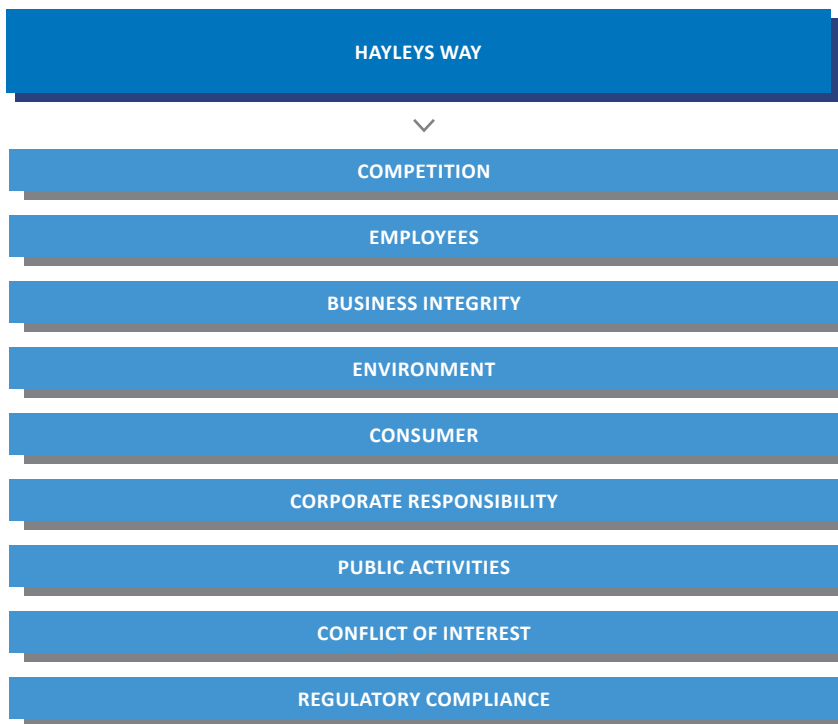 HAYLEYS WAY
COMPETITION
EMPLOYEES
BUSINESS INTEGRITY
ENVIRONMENT
CONSUMER
CORPORATE RESPONSIBILITY
PUBLIC ACTIVITIES
CONFLICT OF INTEREST
REGULATORY COMPLIANCE